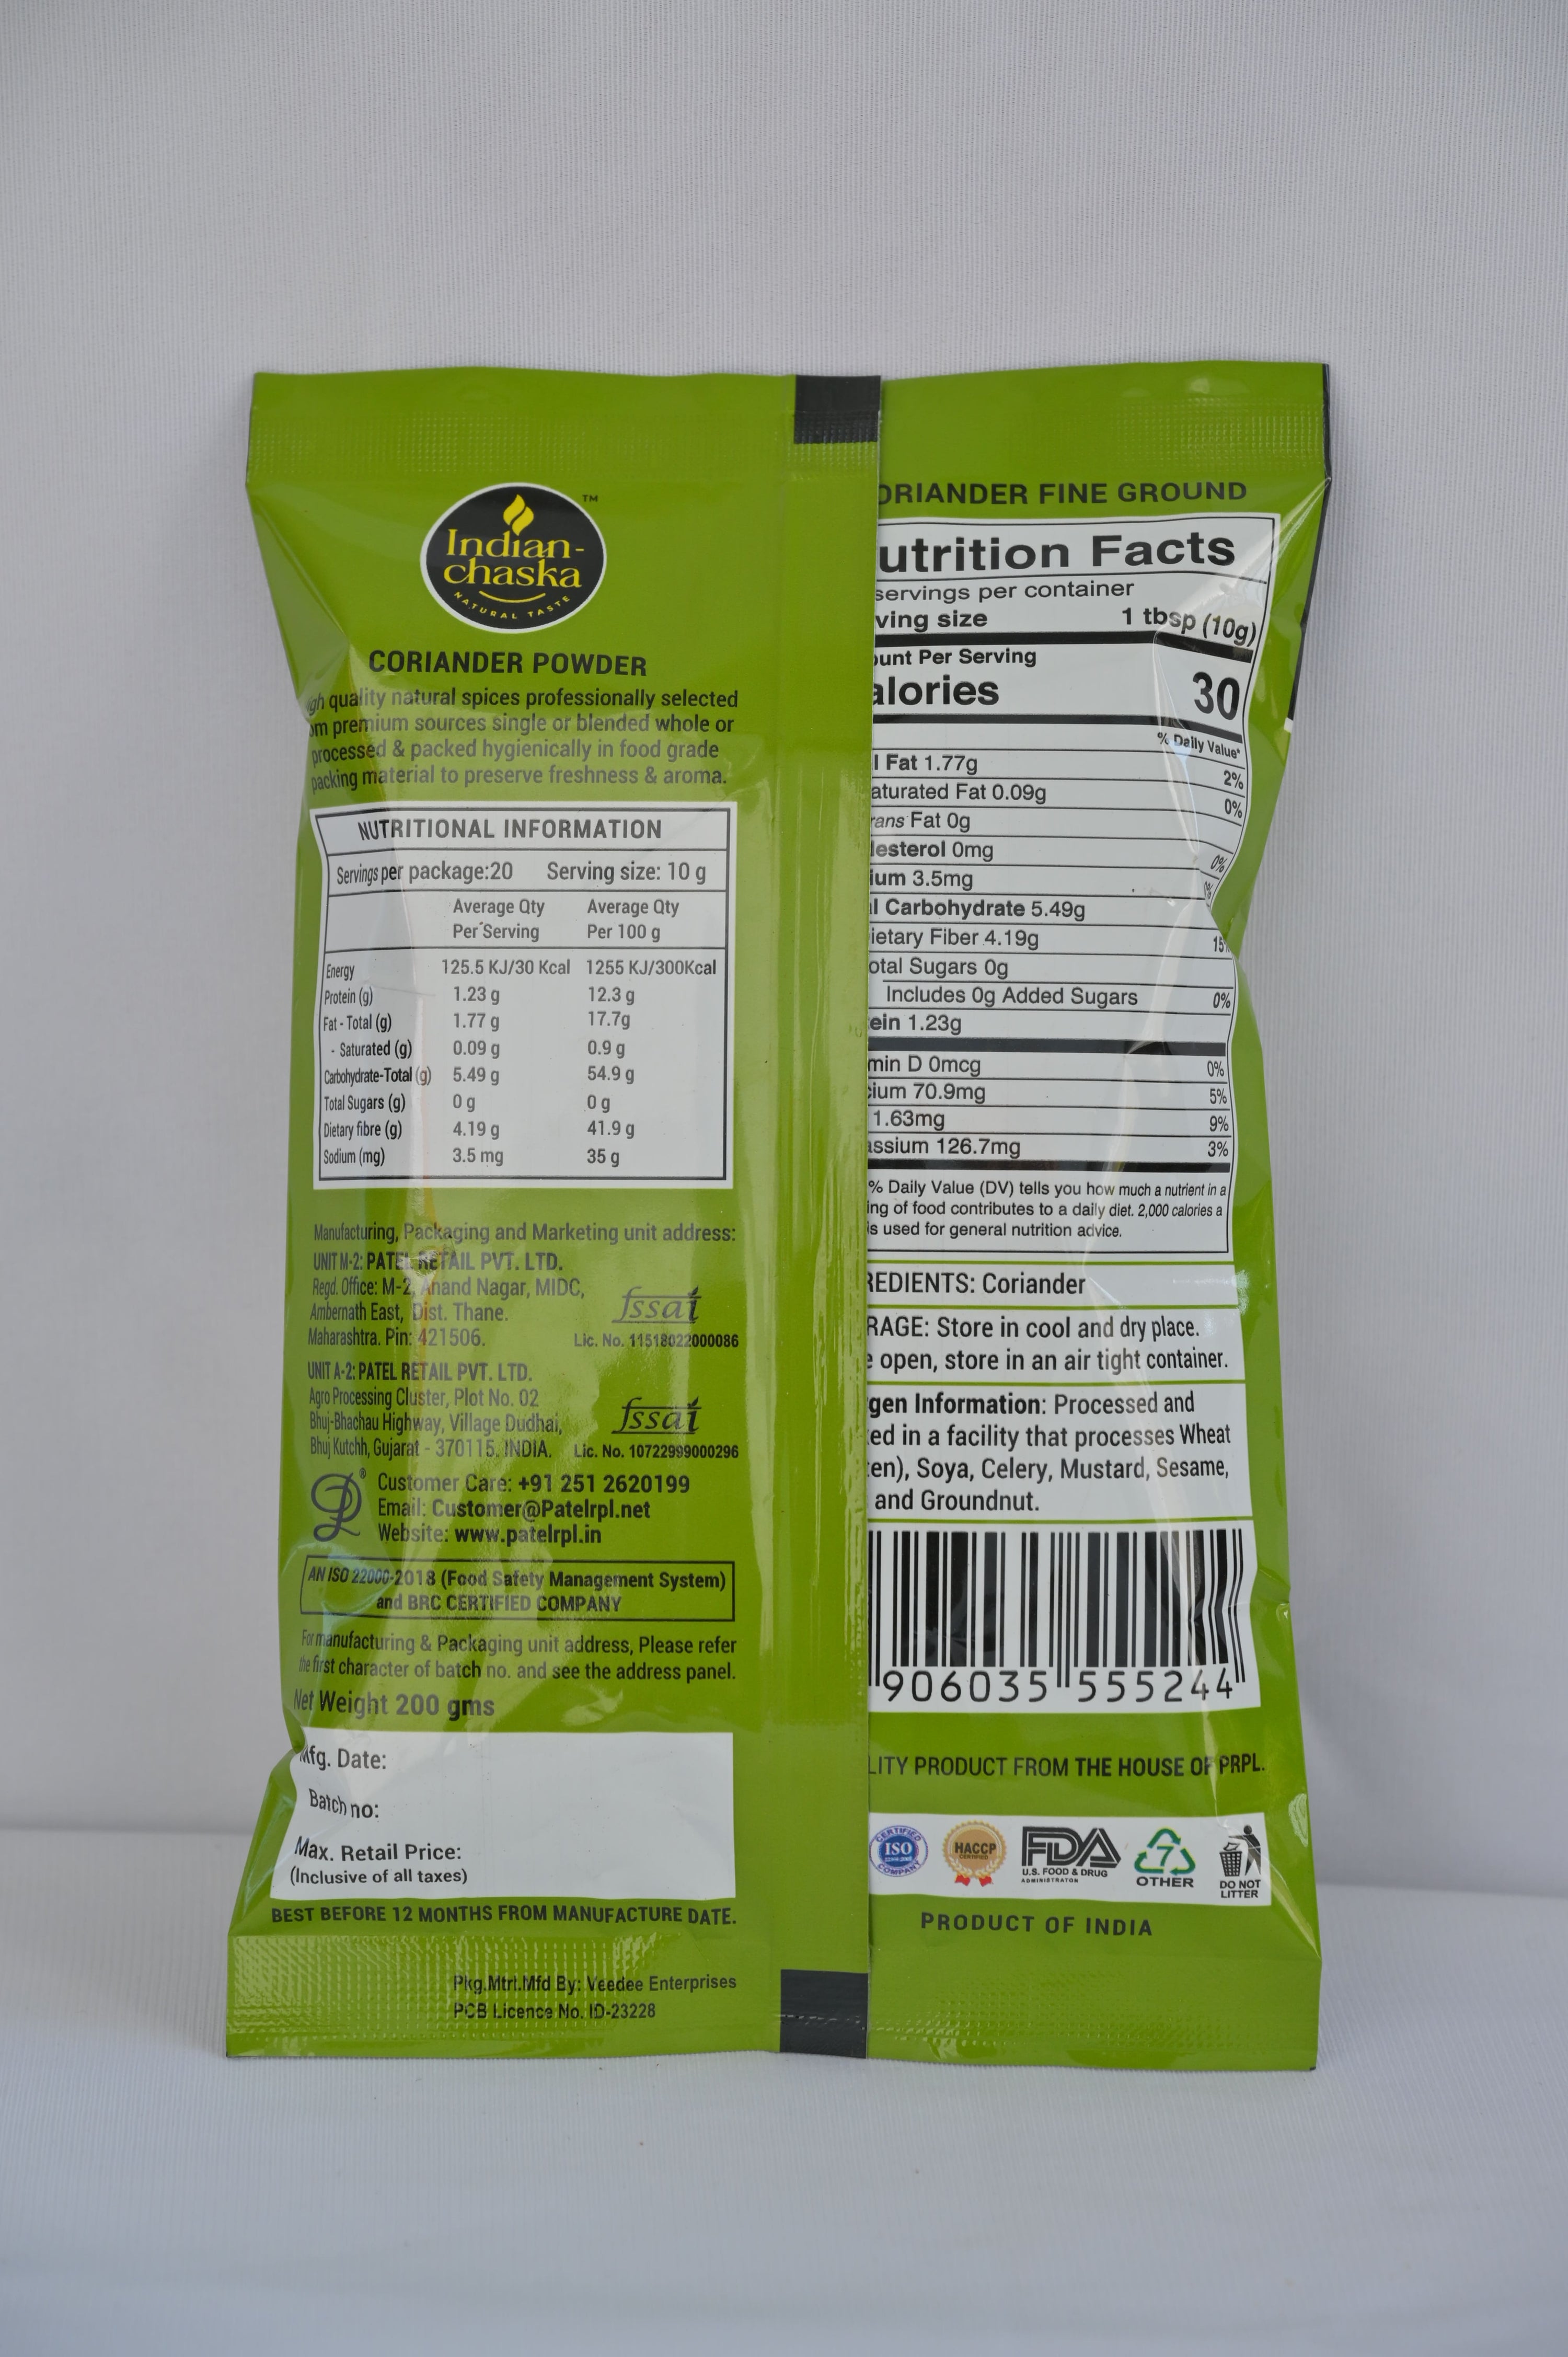 Indian-
chaska
NATURAL TASTE
TM
CORIANDER POWDER
gh quality natural spices professionally selected
om premium sources single or blended whole or
processed & packed hygienically in food grade
packing material to preserve freshness & aroma.
NUTRITIONAL INFORMATION
Servings per package:20 Serving size: 10 g
Average Qty Average Qty
Per Serving Per 100 g
Energy 125.5 KJ/30 Kcal 1255 KJ/300Kcal
Protein (g) 1.23 g 12.3 g
Fat - Total (g) 1.77 g 17.7g
- Saturated (g) 0.09 g 0.9 g
Carbohydrate-Total (g) 5.49 g 54.9 g
Total Sugars (g) 0 g 0 g
Dietary fibre (g) 4.19 g 41.9 g
Sodium (mg) 3.5 mg 35 g
Manufacturing, Packaging and Marketing unit address:
UNIT M-2: PATEL RETAIL PVT. LTD.
Regd. Office: M-2, Anand Nagar, MIDC,
Ambernath East, Dist. Thane.
Maharashtra. Pin: 421506.
fssai
Lic. No. 11518022000086
UNIT A-2: PATEL RETAIL PVT. LTD.
Agro Processing Cluster, Plot No. 02
Bhuj-Bhachau Highway, Village Dudhai,
Bhuj Kutchh, Gujarat - 370115. INDIA.
fssai
Lic. No. 10722999000296
Customer Care: +91 251 2620199
Email: Customer@Patelrpl.net
Website: www.patelrpl.in
AN ISO 22000-2018 (Food Safety Management System)
and BRC CERTIFIED COMPANY
For manufacturing & Packaging unit address, Please refer
the first character of batch no. and see the address panel.
Net Weight 200 gms
Mfg. Date:
Batch no:
Max. Retail Price:
(Inclusive of all taxes)
BEST BEFORE 12 MONTHS FROM MANUFACTURE DATE.
Pkg.Mtrl.Mfd By: Veedee Enterprises
PCB Licence No. ID-23228
ORIANDER FINE GROUND
utrition Facts
servings per container
ving size 1 tbsp (10g)
ount Per Serving
alories 30
% Daily Value*
l Fat 1.77g 2%
aturated Fat 0.09g 0%
rans Fat 0g
lesterol 0mg 0%
ium 3.5mg 0%
l Carbohydrate 5.49g
ietary Fiber 4.19g 15
otal Sugars 0g
Includes 0g Added Sugars 0%
ein 1.23g
min D 0mcg 0%
cium 70.9mg 5%
1.63mg 9%
assium 126.7mg 3%
% Daily Value (DV) tells you how much a nutrient in a
ing of food contributes to a daily diet. 2,000 calories a
is used for general nutrition advice.
REDIENTS: Coriander
RAGE: Store in cool and dry place.
e open, store in an air tight container.
gen Information: Processed and
ed in a facility that processes Wheat
en), Soya, Celery, Mustard, Sesame,
and Groundnut.
906035 555244
LITY PRODUCT FROM THE HOUSE OF PRPL.
CERTIFIED
ISO
COMPANY
HACCP
CERTIFIED
FDA
U.S. FOOD & DRUG
ADMINISTRATON
7
OTHER
DO NOT
LITTER
PRODUCT OF INDIA